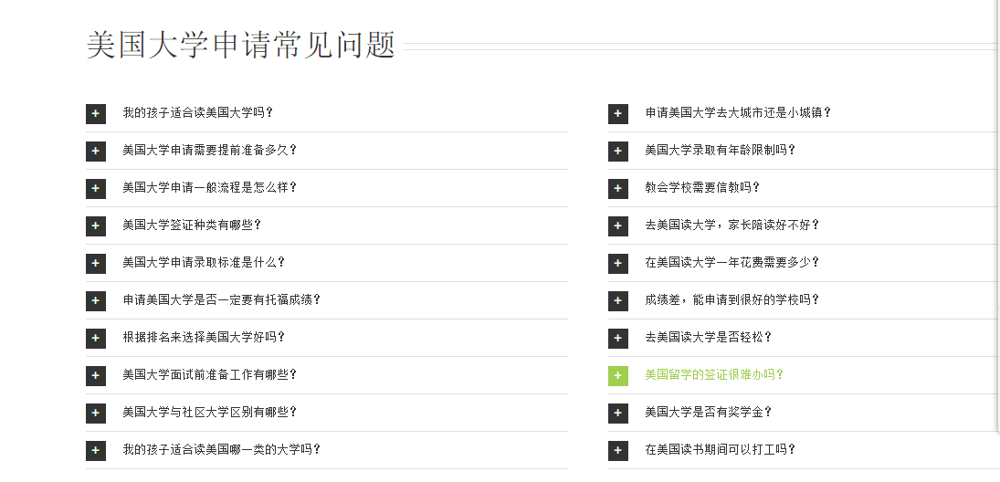 美国大学申请常见问题
我的孩子适合读美国大学吗？
美国大学申请需要提前准备多久？
美国大学申请一般流程是怎么样？
美国大学签证种类有哪些？
美国大学申请录取标准是什么？
申请美国大学是否一定要有托福成绩？
根据排名来选择美国大学好吗？
美国大学面试前准备工作有哪些？
美国大学与社区大学区别有哪些？
我的孩子适合读美国哪一类的大学吗？
申请美国大学去大城市还是小城镇？
美国大学录取有年龄限制吗？
教会学校需要信教吗？
去美国读大学，家长陪读好不好？
在美国读大学一年花费需要多少？
成绩差，能申请到很好的学校吗？
去美国读大学是否轻松？
美国留学的签证很难办吗？
美国大学是否有奖学金？
在美国读书期间可以打工吗？